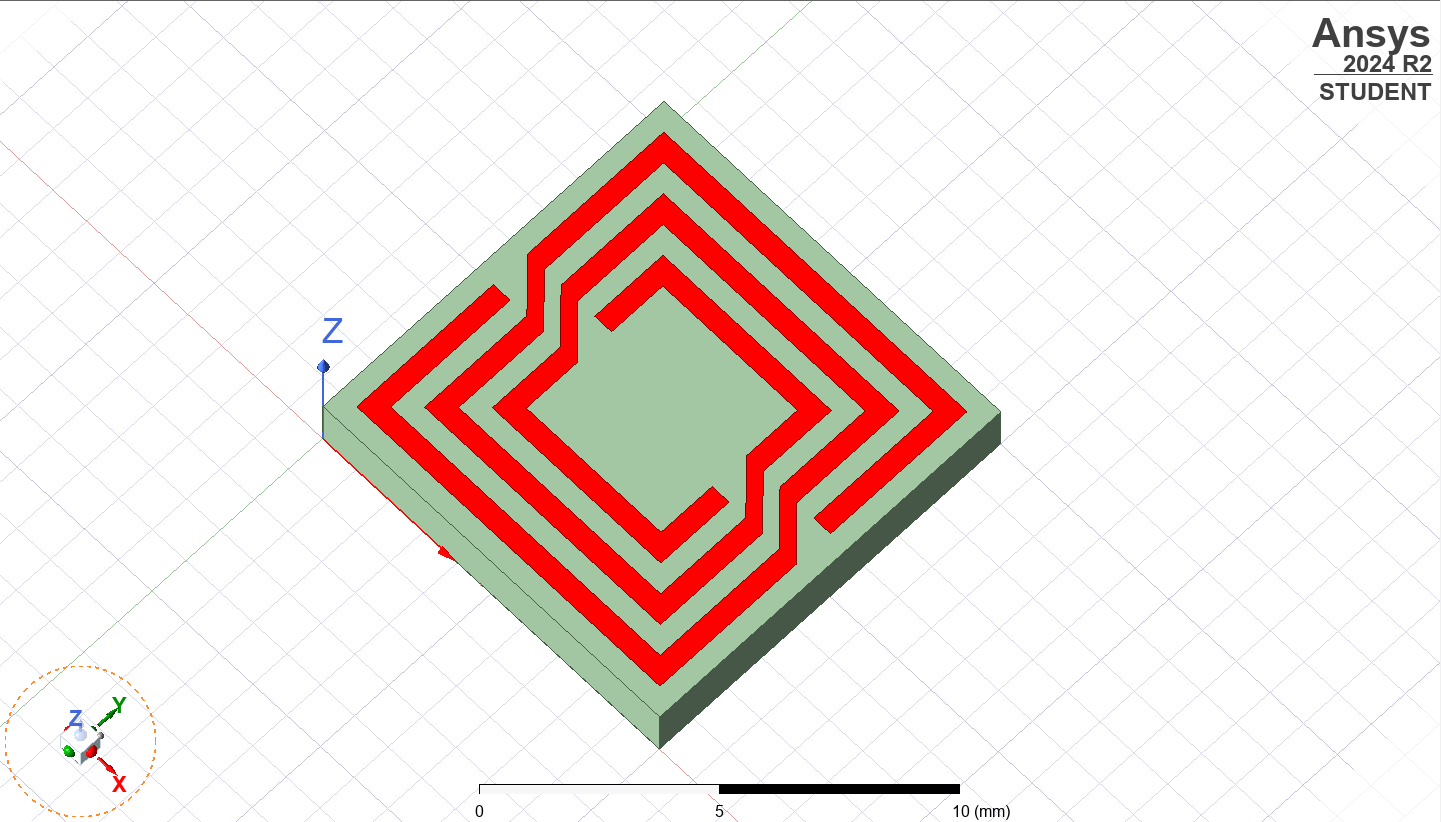 Ansys
2024 R2
STUDENT
Z
Z
Y
X
0 5 10 (mm)